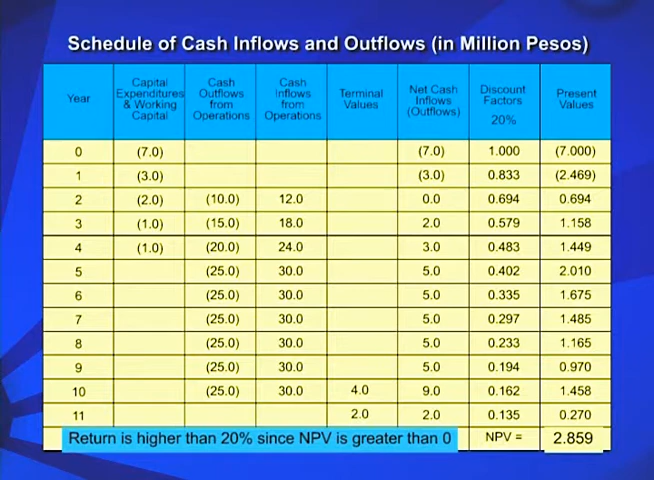 Schedule of Cash Inflows and Outflows (in Million Pesos)
Year | Capital Expenditures & Working Capital | Cash Outflows from Operations | Cash Inflows from Operations | Terminal Values | Net Cash Inflows (Outflows) | Discount Factors 20% | Present Values
0 | (7.0) | | | | (7.0) | 1.000 | (7.000)
1 | (3.0) | | | | (3.0) | 0.833 | (2.469)
2 | (2.0) | (10.0) | 12.0 | | 0.0 | 0.694 | 0.694
3 | (1.0) | (15.0) | 18.0 | | 2.0 | 0.579 | 1.158
4 | (1.0) | (20.0) | 24.0 | | 3.0 | 0.483 | 1.449
5 | | (25.0) | 30.0 | | 5.0 | 0.402 | 2.010
6 | | (25.0) | 30.0 | | 5.0 | 0.335 | 1.675
7 | | (25.0) | 30.0 | | 5.0 | 0.297 | 1.485
8 | | (25.0) | 30.0 | | 5.0 | 0.233 | 1.165
9 | | (25.0) | 30.0 | | 5.0 | 0.194 | 0.970
10 | | (25.0) | 30.0 | 4.0 | 9.0 | 0.162 | 1.458
11 | | | | 2.0 | 2.0 | 0.135 | 0.270
Return is higher than 20% since NPV is greater than 0 | NPV = | 2.859